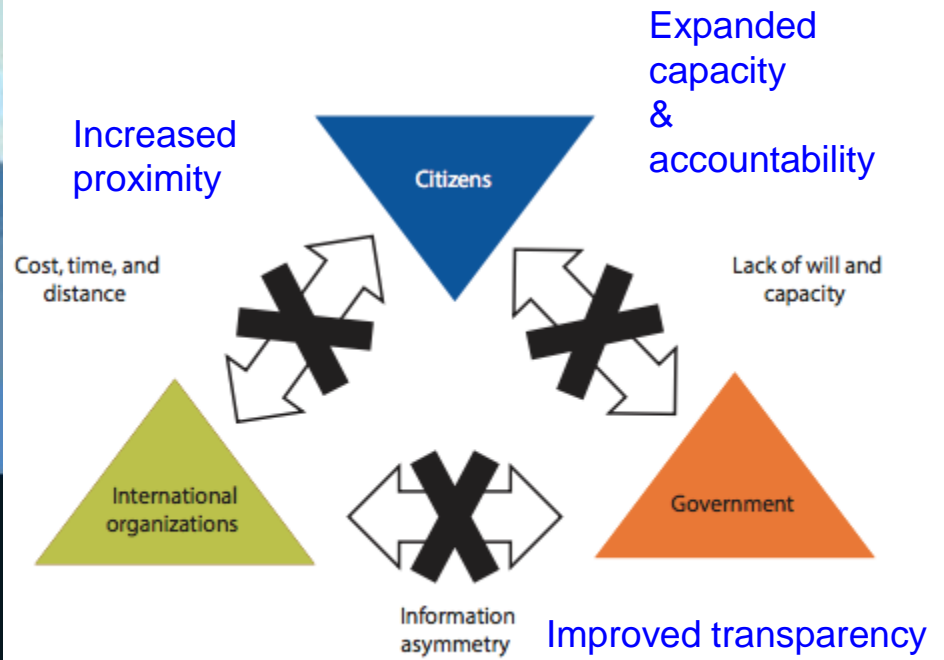 Expanded
capacity
&
accountability
Increased
proximity
Citizens
Cost, time, and
distance
Lack of will and
capacity
International
organizations
Government
Information
asymmetry
Improved transparency